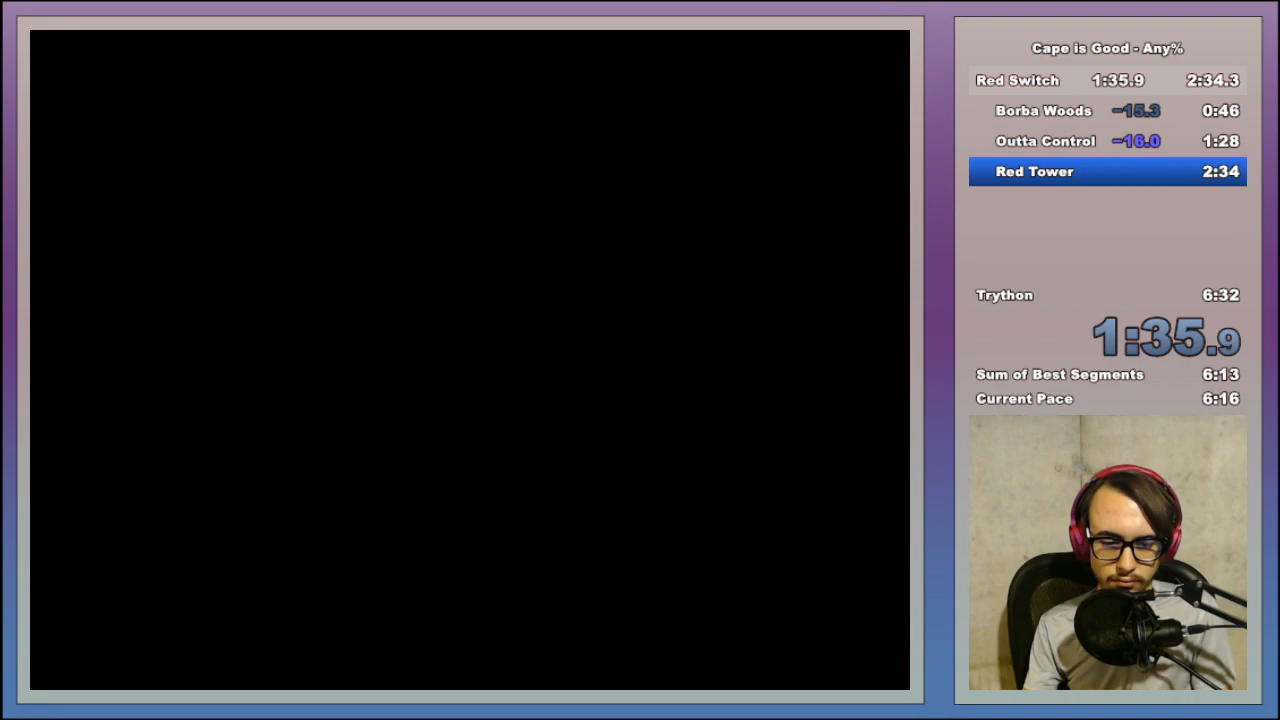 Cape is Good - Any%
Red Switch 1:35.9 2:34.3
Borba Woods −15.3 0:46
Outta Control −16.0 1:28
Red Tower 2:34
Trython 6:32
1:35.9
Sum of Best Segments 6:13
Current Pace 6:16